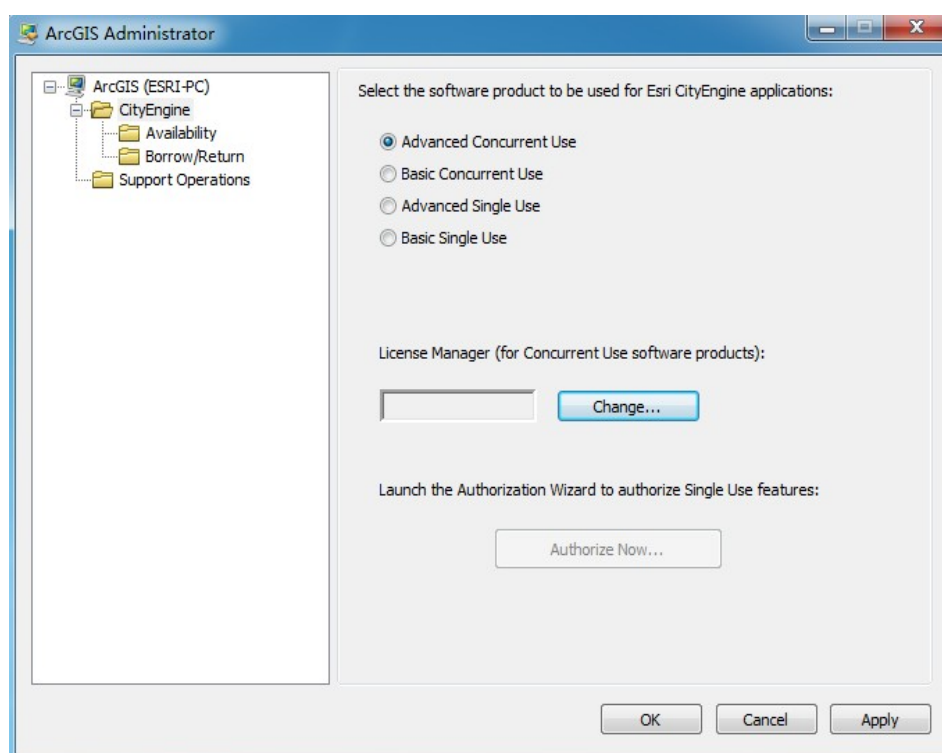 ArcGIS Administrator
ArcGIS (ESRI-PC)
CityEngine
Availability
Borrow/Return
Support Operations
Select the software product to be used for Esri CityEngine applications:
Advanced Concurrent Use
Basic Concurrent Use
Advanced Single Use
Basic Single Use
License Manager (for Concurrent Use software products):
Change...
Launch the Authorization Wizard to authorize Single Use features:
Authorize Now...
OK Cancel Apply